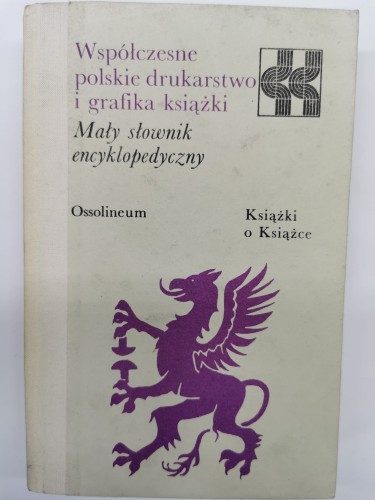 Współczesne
polskie drukarstwo
i grafika książki
Mały słownik
encyklopedyczny
Ossolineum
Książki
o Książce